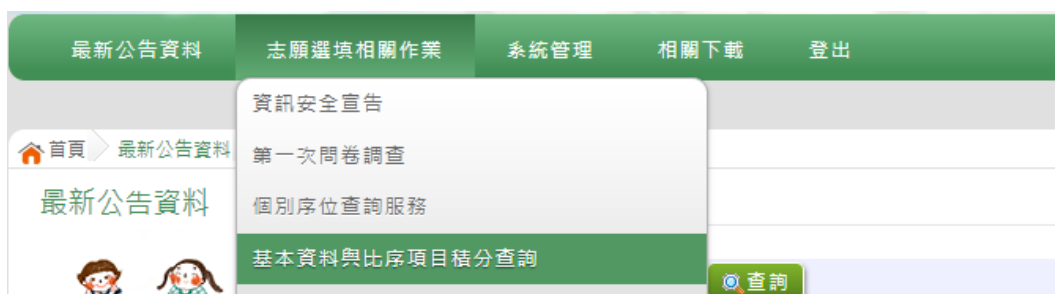 最新公告資料 志願選填相關作業 系統管理 相關下載 登出
資訊安全宣告
首頁 最新公告資料
第一次問卷調查
最新公告資料
個別序位查詢服務
基本資料與比序項目積分查詢
查詢